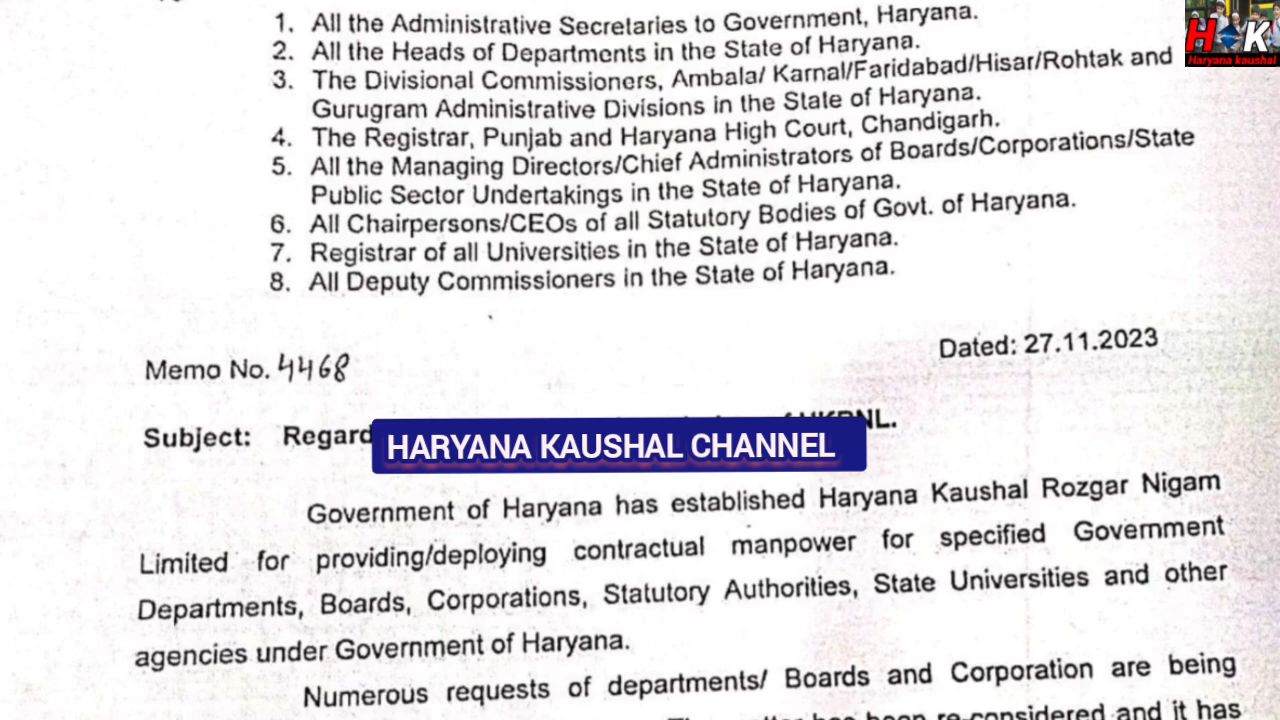 H K
Haryana kaushal
1. All the Administrative Secretaries to Government, Haryana.
2. All the Heads of Departments in the State of Haryana.
3. The Divisional Commissioners, Ambala/ Karnal/Faridabad/Hisar/Rohtak and
Gurugram Administrative Divisions in the State of Haryana.
4. The Registrar, Punjab and Haryana High Court, Chandigarh.
5. All the Managing Directors/Chief Administrators of Boards/Corporations/State
Public Sector Undertakings in the State of Haryana.
6. All Chairpersons/CEOs of all Statutory Bodies of Govt. of Haryana.
7. Registrar of all Universities in the State of Haryana.
8. All Deputy Commissioners in the State of Haryana.
Memo No. 4468
Dated: 27.11.2023
Subject:
HARYANA KAUSHAL CHANNEL
Government of Haryana has established Haryana Kaushal Rozgar Nigam
Limited for providing/deploying contractual manpower for specified Government
Departments, Boards, Corporations, Statutory Authorities, State Universities and other
agencies under Government of Haryana.
Numerous requests of departments/ Boards and Corporation are being
been re-considered and it has